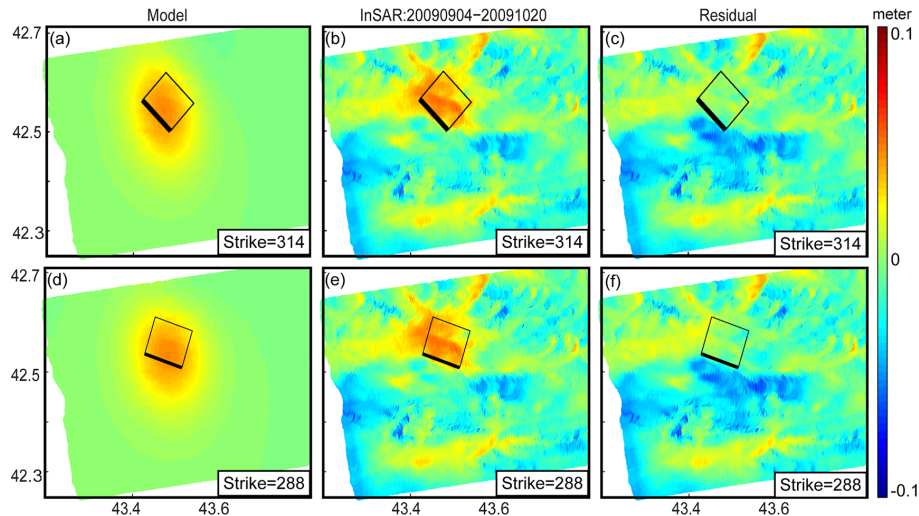 Model InSAR:20090904-20091020 Residual meter
42.7 (a) (b) (c) 0.1
42.5
42.3 Strike=314 Strike=314 Strike=314
0
42.7 (d) (e) (f)
42.5
42.3 Strike=288 Strike=288 Strike=288 -0.1
43.4 43.6 43.4 43.6 43.4 43.6